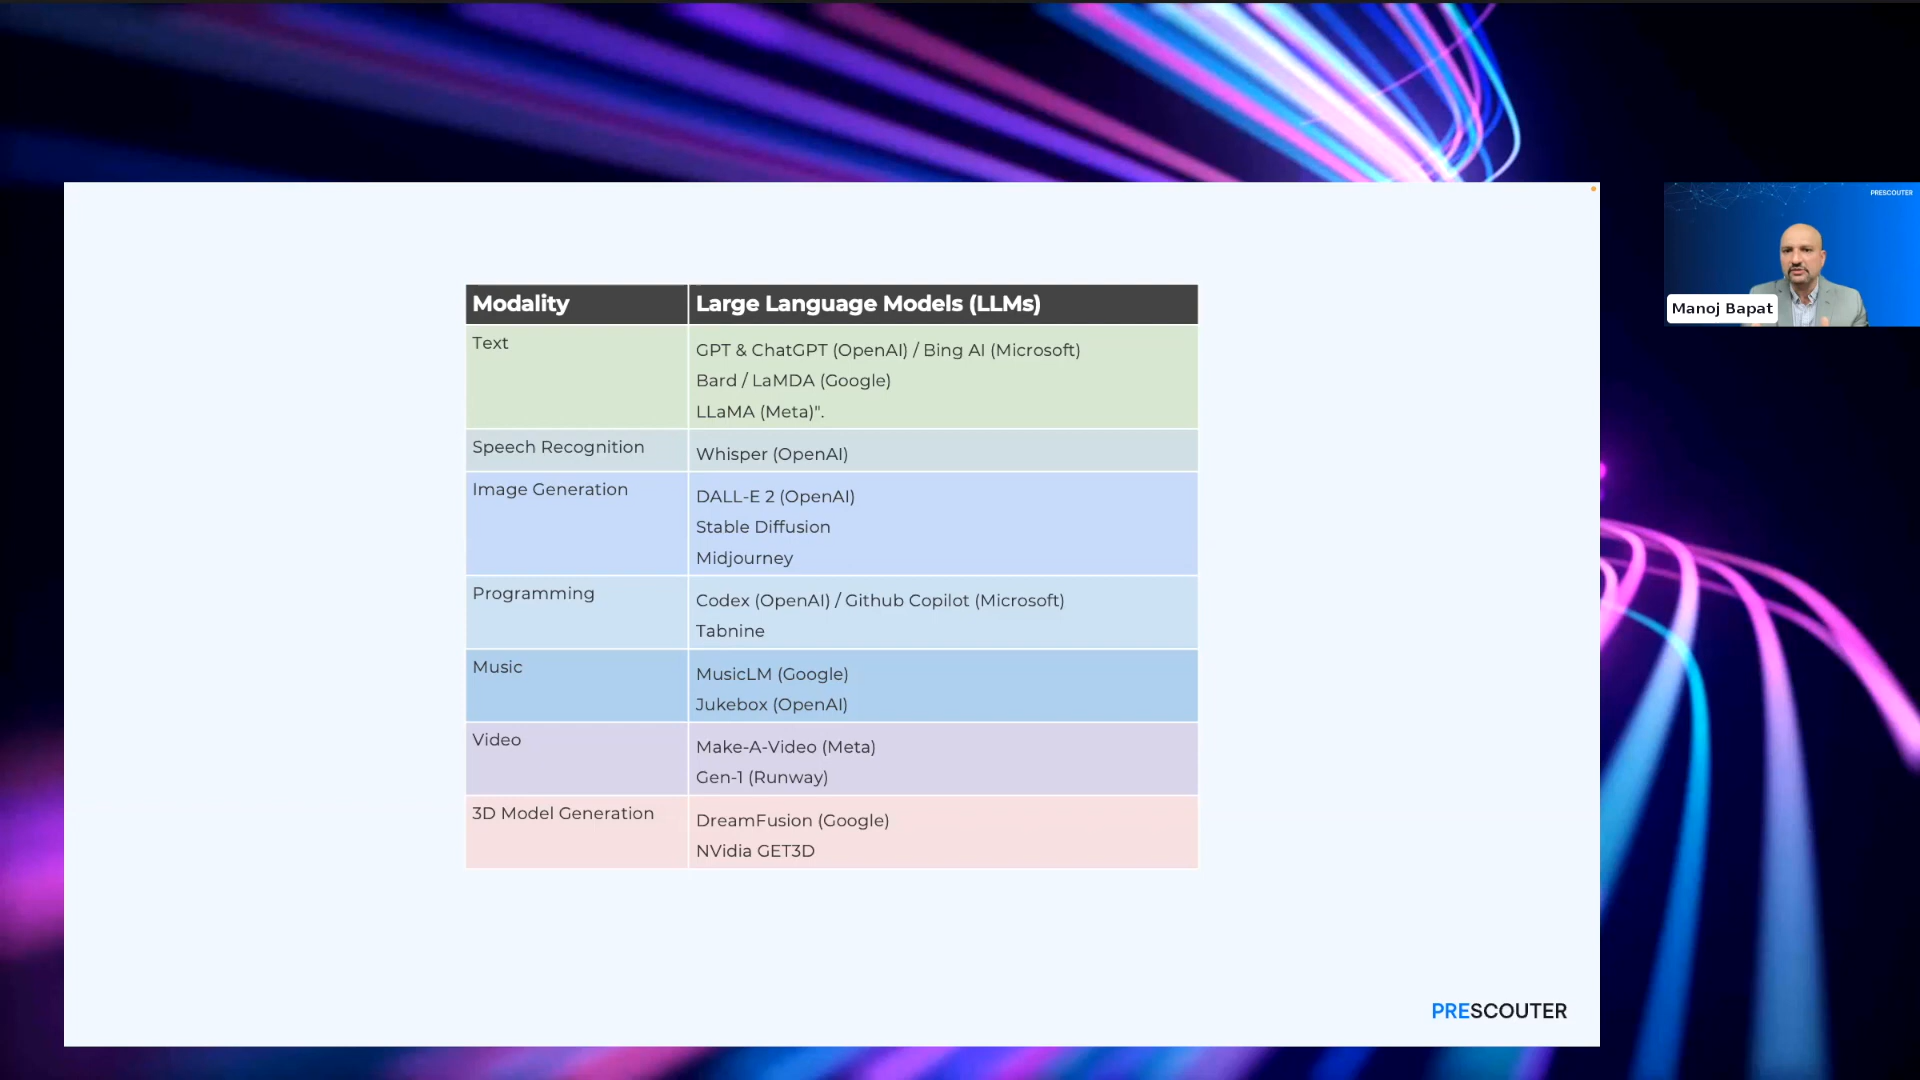 PRESCOUTER
Manoj Bapat
Modality
Large Language Models (LLMs)
Text
GPT & ChatGPT (OpenAI) / Bing AI (Microsoft)
Bard / LaMDA (Google)
LLaMA (Meta)".
Speech Recognition
Whisper (OpenAI)
Image Generation
DALL-E 2 (OpenAI)
Stable Diffusion
Midjourney
Programming
Codex (OpenAI) / Github Copilot (Microsoft)
Tabnine
Music
MusicLM (Google)
Jukebox (OpenAI)
Video
Make-A-Video (Meta)
Gen-1 (Runway)
3D Model Generation
DreamFusion (Google)
NVidia GET3D
PRESCOUTER